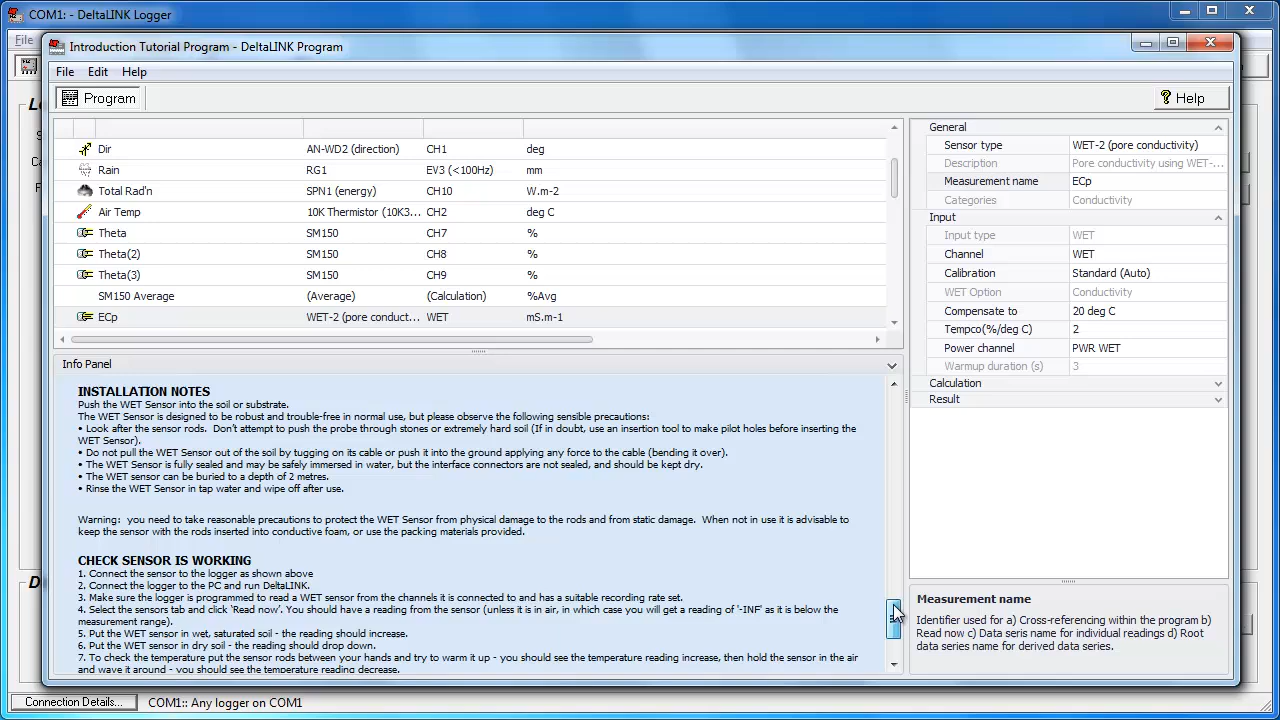 COM1: - DeltaLINK Logger
File
Introduction Tutorial Program - DeltaLINK Program
File Edit Help
Program
? Help
Dir AN-WD2 (direction) CH1 deg
Rain RG1 EV3 (<100Hz) mm
Total Rad'n SPN1 (energy) CH10 W.m-2
Air Temp 10K Thermistor (10K3... CH2 deg C
Theta SM150 CH7 %
Theta(2) SM150 CH8 %
Theta(3) SM150 CH9 %
SM150 Average (Average) (Calculation) %Avg
ECp WET-2 (pore conduct... WET mS.m-1
General
Sensor type WET-2 (pore conductivity)
Description Pore conductivity using WET-...
Measurement name ECp
Categories Conductivity
Input
Input type WET
Channel WET
Calibration Standard (Auto)
WET Option Conductivity
Compensate to 20 deg C
Tempco(%/deg C) 2
Power channel PWR WET
Warmup duration (s) 3
Calculation
Result
Info Panel
INSTALLATION NOTES
Push the WET Sensor into the soil or substrate.
The WET Sensor is designed to be robust and trouble-free in normal use, but please observe the following sensible precautions:
• Look after the sensor rods. Don't attempt to push the probe through stones or extremely hard soil (If in doubt, use an insertion tool to make pilot holes before inserting the
WET Sensor).
• Do not pull the WET Sensor out of the soil by tugging on its cable or push it into the ground applying any force to the cable (bending it over).
• The WET Sensor is fully sealed and may be safely immersed in water, but the interface connectors are not sealed, and should be kept dry.
• The WET sensor can be buried to a depth of 2 metres.
• Rinse the WET Sensor in tap water and wipe off after use.
Warning: you need to take reasonable precautions to protect the WET Sensor from physical damage to the rods and from static damage. When not in use it is advisable to
keep the sensor with the rods inserted into conductive foam, or use the packing materials provided.
CHECK SENSOR IS WORKING
1. Connect the sensor to the logger as shown above
2. Connect the logger to the PC and run DeltaLINK.
3. Make sure the logger is programmed to read a WET sensor from the channels it is connected to and has a suitable recording rate set.
4. Select the sensors tab and click 'Read now'. You should have a reading from the sensor (unless it is in air, in which case you will get a reading of '-INF' as it is below the
measurement range).
5. Put the WET sensor in wet, saturated soil - the reading should increase.
6. Put the WET sensor in dry soil - the reading should drop down.
7. To check the temperature put the sensor rods between your hands and try to warm it up - you should see the temperature reading increase, then hold the sensor in the air
and wave it around - you should see the temperature reading decrease.
Measurement name
Identifier used for a) Cross-referencing within the program b)
Read now c) Data seris name for individual readings d) Root
data series name for derived data series.
Connection Details... COM1:: Any logger on COM1